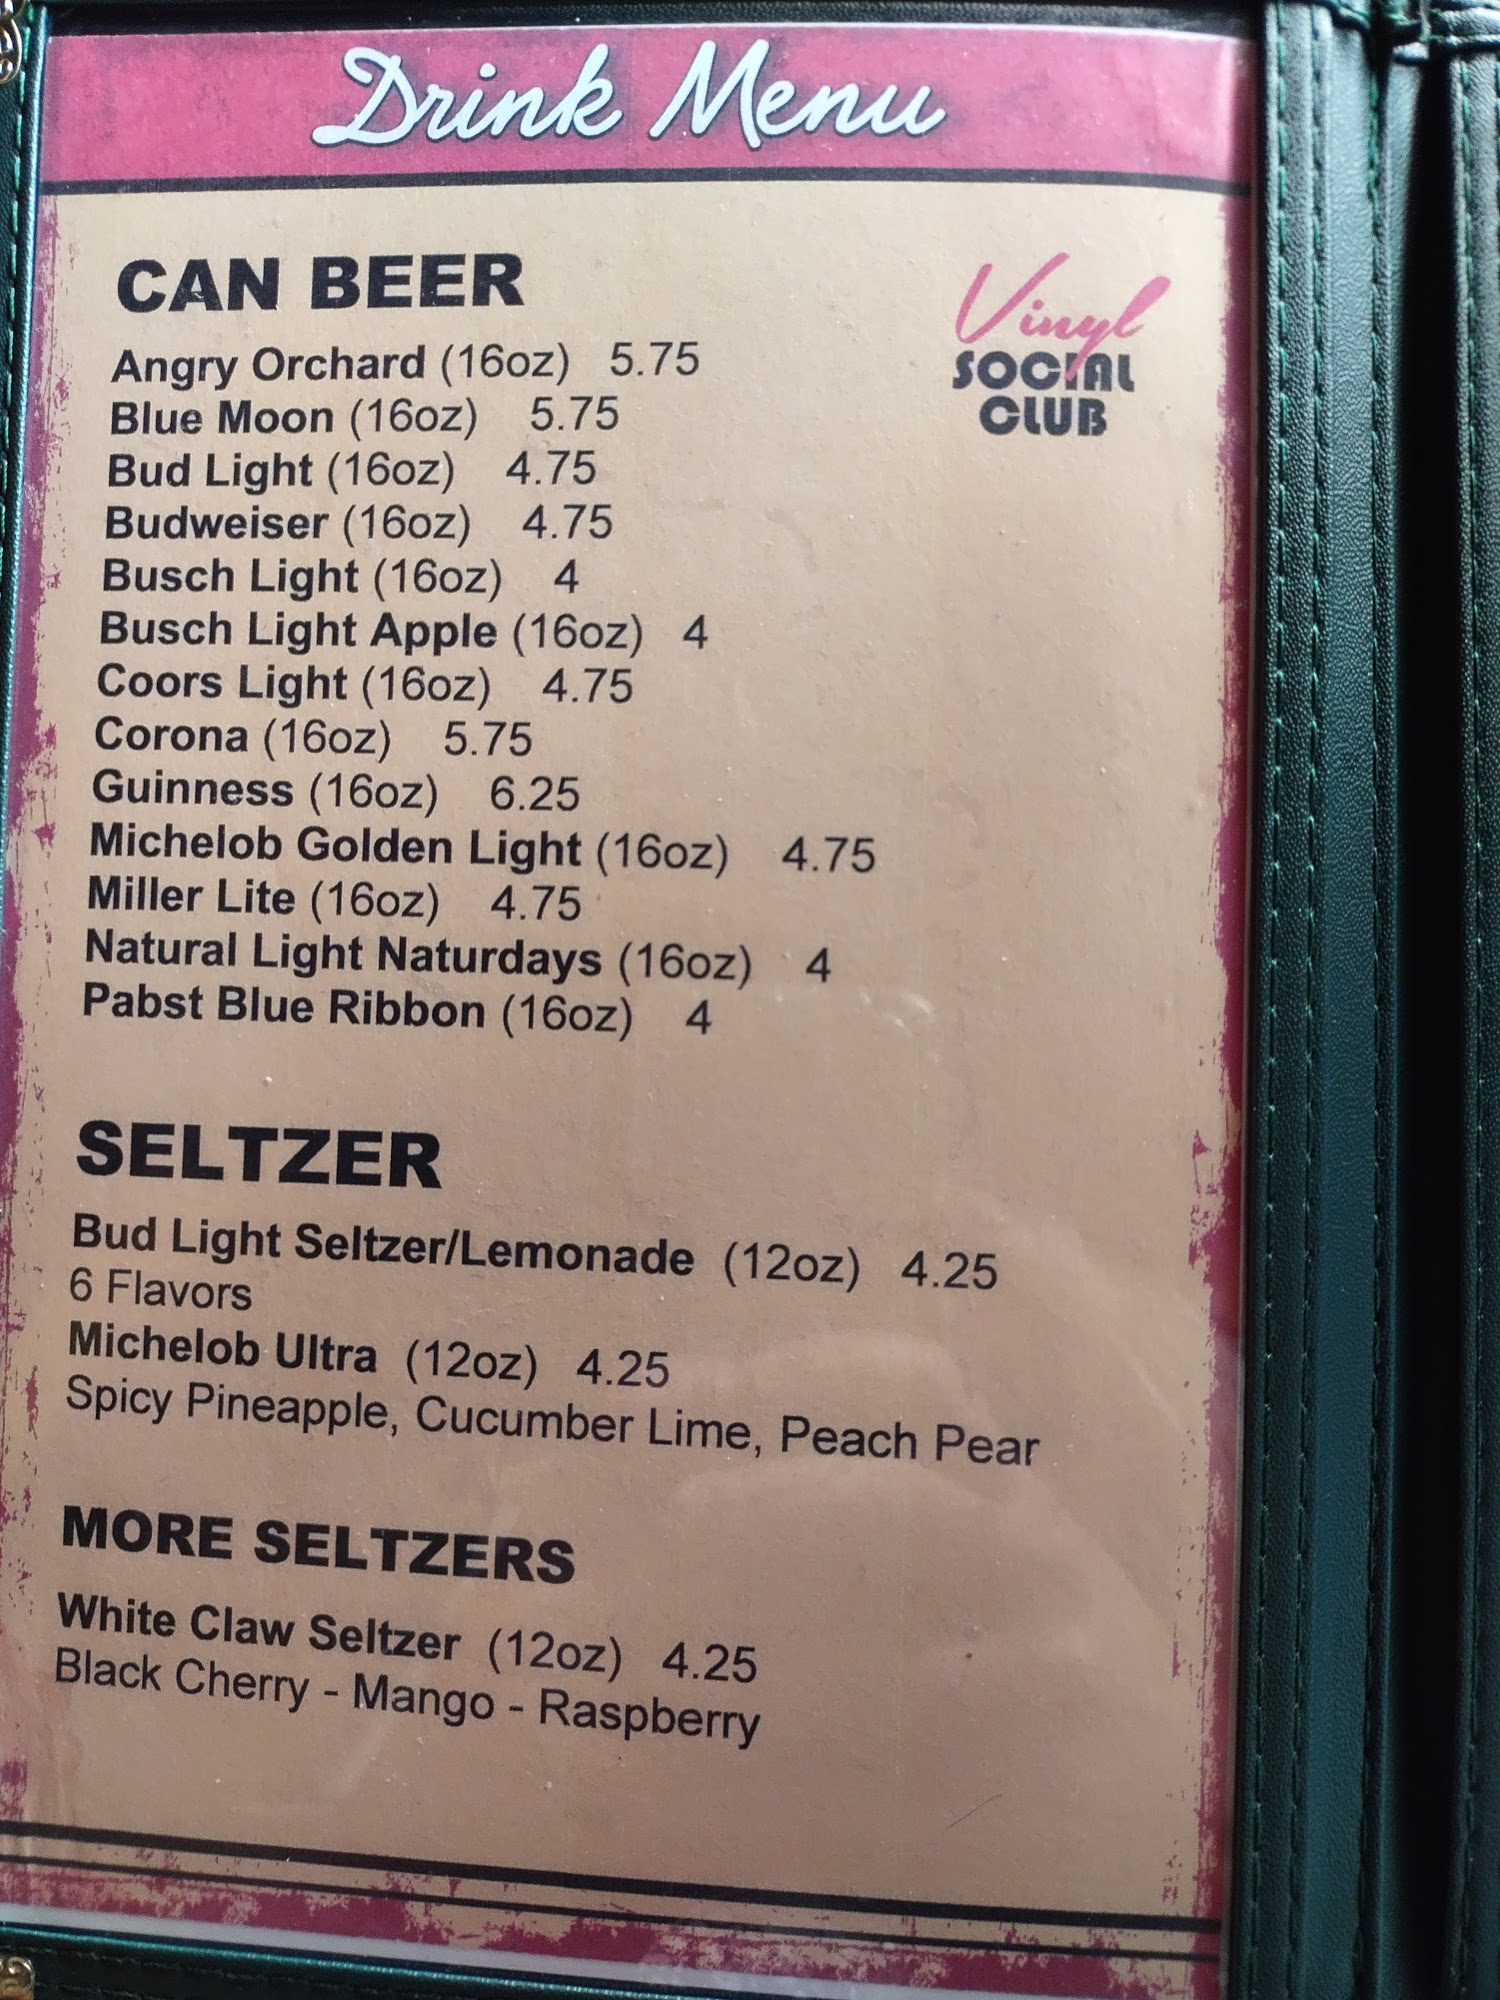 Drink Menu
Vinyl
SOCIAL
CLUB
CAN BEER
Angry Orchard (16oz) 5.75
Blue Moon (16oz) 5.75
Bud Light (16oz) 4.75
Budweiser (16oz) 4.75
Busch Light (16oz) 4
Busch Light Apple (16oz) 4
Coors Light (16oz) 4.75
Corona (16oz) 5.75
Guinness (16oz) 6.25
Michelob Golden Light (16oz) 4.75
Miller Lite (16oz) 4.75
Natural Light Naturdays (16oz) 4
Pabst Blue Ribbon (16oz) 4
SELTZER
Bud Light Seltzer/Lemonade (12oz) 4.25
6 Flavors
Michelob Ultra (12oz) 4.25
Spicy Pineapple, Cucumber Lime, Peach Pear
MORE SELTZERS
White Claw Seltzer (12oz) 4.25
Black Cherry - Mango - Raspberry